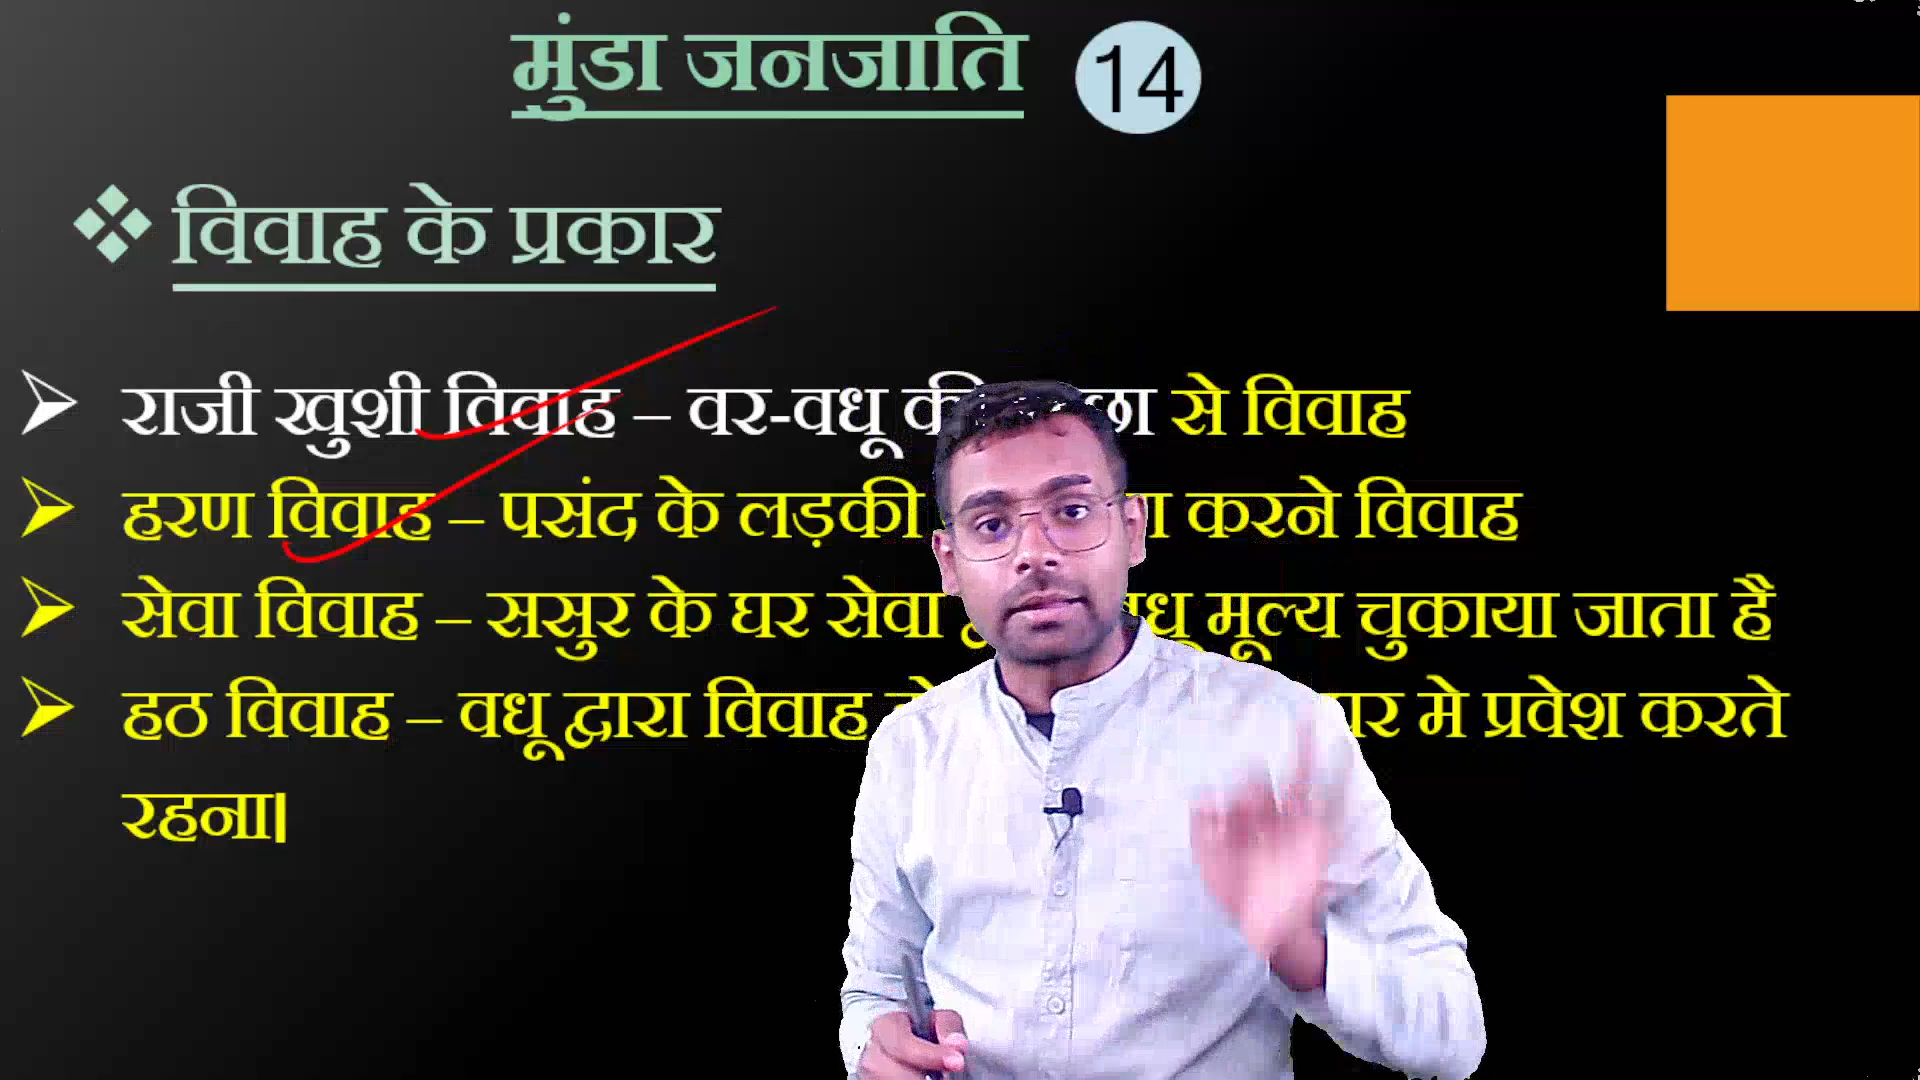 मुंडा जनजाति 14
विवाह के प्रकार
राजी खुशी विवाह – वर-वधू की से विवाह
हरण विवाह – पसंद के लड़की करने विवाह
सेवा विवाह – ससुर के घर सेवा मूल्य चुकाया जाता है
हठ विवाह – वधू द्वारा विवाह मे प्रवेश करते
रहना।